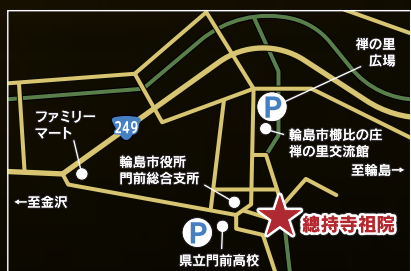 禅の里
広場
P
ファミリー
マート
249
輪島市櫛比の庄
禅の里交流館
輪島市役所
門前総合支所
至輪島→
←至金沢
總持寺祖院
P
県立門前高校